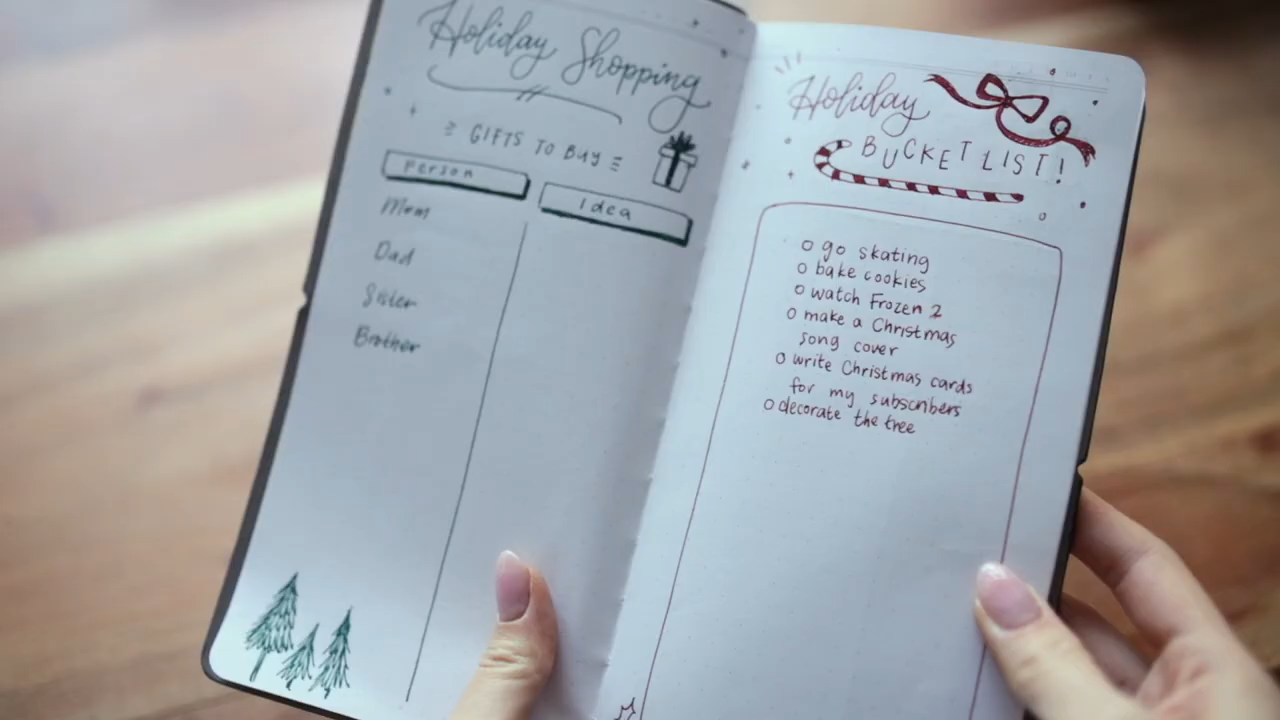 Holiday Shopping
GIFTS TO BUY
Person
Idea
Mom
Dad
Sister
Brother
Holiday
BUCKET LIST!
o go skating
o bake cookies
o watch Frozen 2
o make a Christmas
song cover
o write Christmas cards
for my subscribers
o decorate the tree